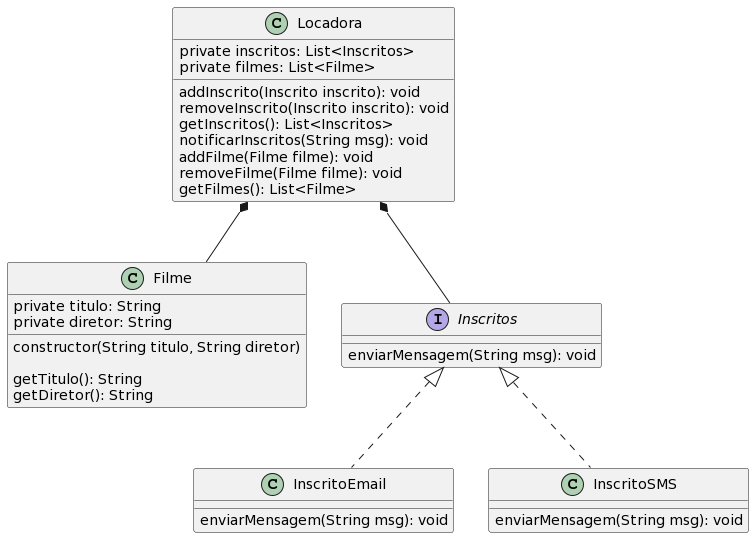 C Locadora
private inscritos: List<Inscritos>
private filmes: List<Filme>
addInscrito(Inscrito inscrito): void
removeInscrito(Inscrito inscrito): void
getInscritos(): List<Inscritos>
notificarInscritos(String msg): void
addFilme(Filme filme): void
removeFilme(Filme filme): void
getFilmes(): List<Filme>
C Filme
private titulo: String
private diretor: String
constructor(String titulo, String diretor)
getTitulo(): String
getDiretor(): String
I Inscritos
enviarMensagem(String msg): void
C InscritoEmail
enviarMensagem(String msg): void
C InscritoSMS
enviarMensagem(String msg): void